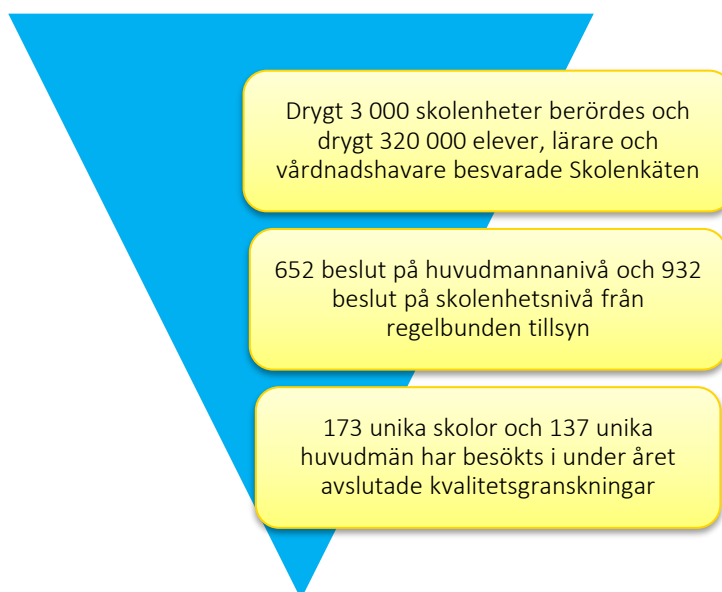 Drygt 3 000 skolenheter berördes och
drygt 320 000 elever, lärare och
vårdnadshavare besvarade Skolenkäten
652 beslut på huvudmannanivå och 932
beslut på skolenhetsnivå från
regelbunden tillsyn
173 unika skolor och 137 unika
huvudmän har besökts i under året
avslutade kvalitetsgranskningar